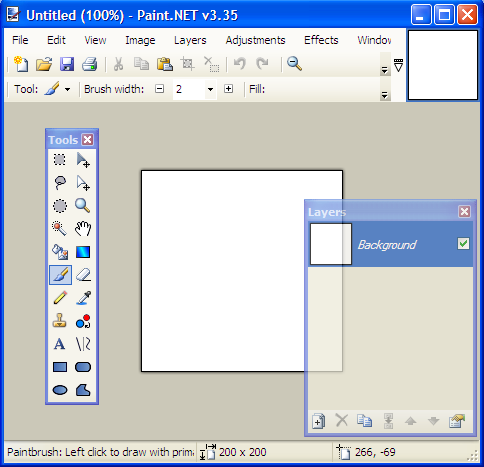 Untitled (100%) - Paint.NET v3.35
File Edit View Image Layers Adjustments Effects Window
Tool: Brush width: 2 Fill:
Tools
Layers
Background
A
Paintbrush: Left click to draw with prim
200 x 200
266, -69